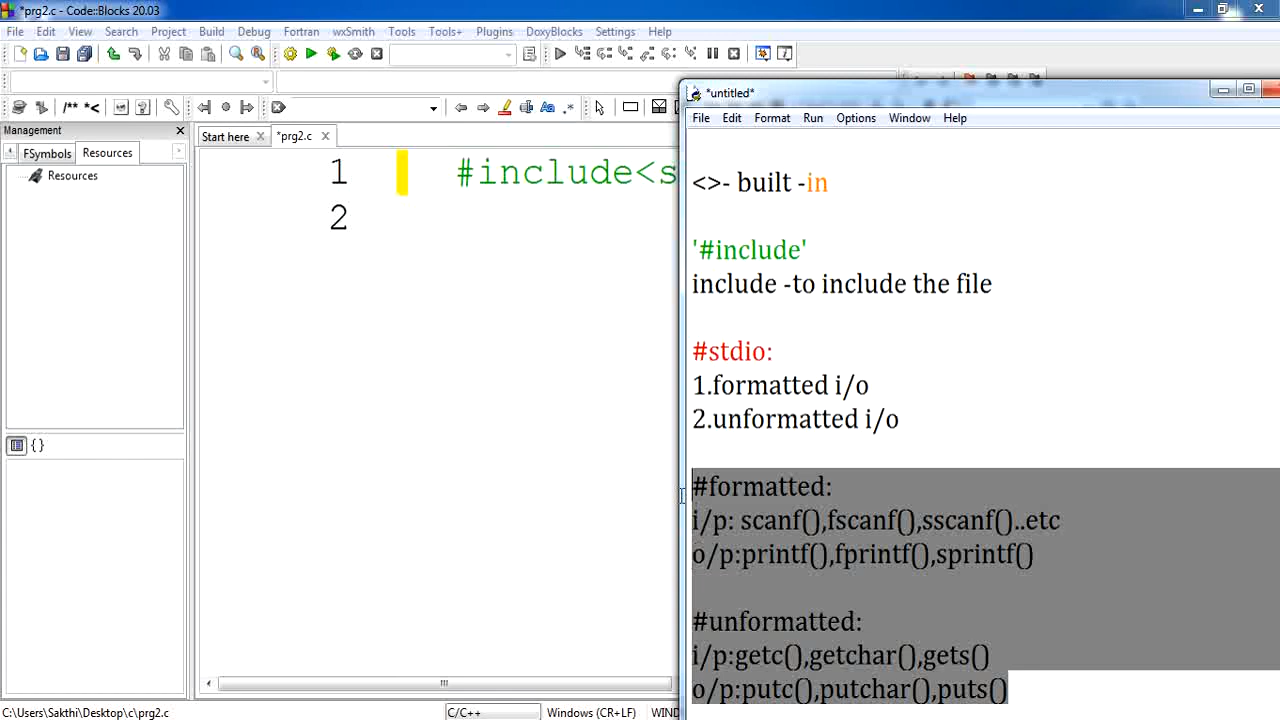 *prg2.c - Code::Blocks 20.03
File Edit View Search Project Build Debug Fortran wxSmith Tools Tools+ Plugins DoxyBlocks Settings Help
/** *<
Management
FSymbols Resources
Resources
{}
Start here
*prg2.c
1 #include<s
2
*untitled*
File Edit Format Run Options Window Help
<>- built -in
'#include'
include -to include the file
#stdio:
1.formatted i/o
2.unformatted i/o
#formatted:
i/p: scanf(),fscanf(),sscanf()..etc
o/p:printf(),fprintf(),sprintf()
#unformatted:
i/p:getc(),getchar(),gets()
o/p:putc(),putchar(),puts()
C:\Users\Sakthi\Desktop\c\prg2.c C/C++ Windows (CR+LF) WIND